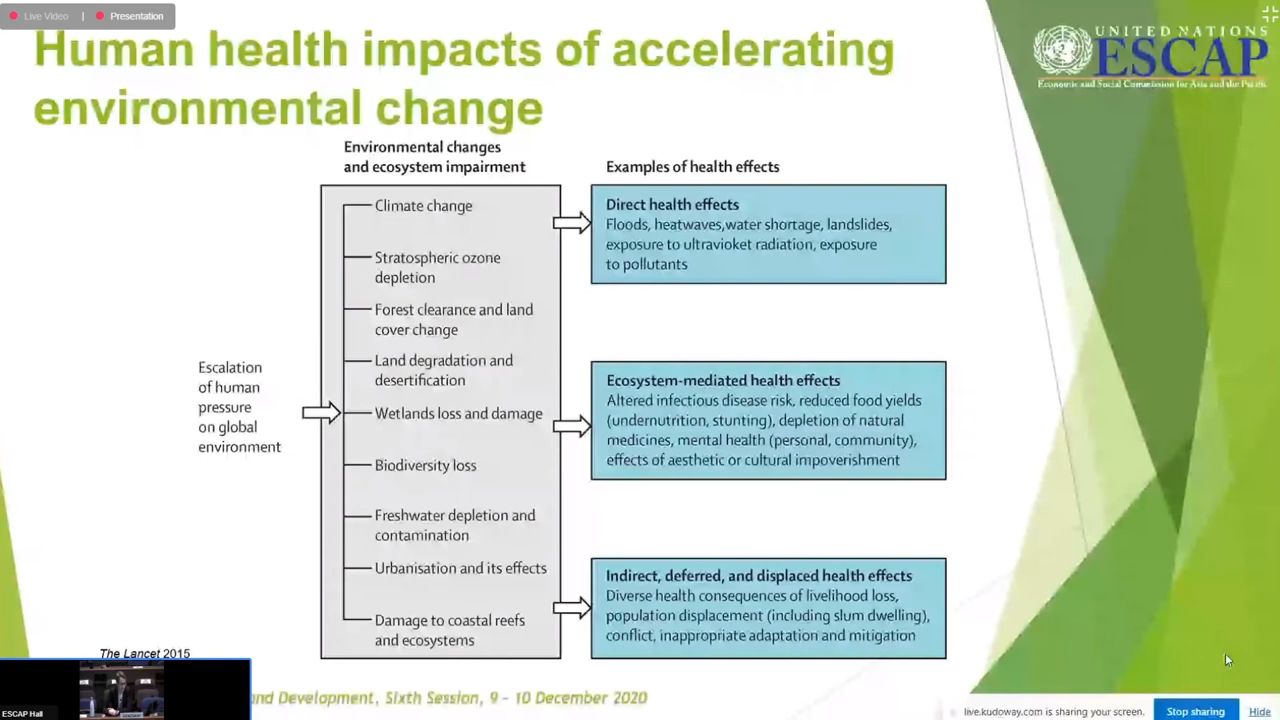 Live Video | Presentation
Human health impacts of accelerating
environmental change
UNITED NATIONS
ESCAP
Economic and Social Commission for Asia and the Pacific
Environmental changes
and ecosystem impairment
Examples of health effects
Escalation
of human
pressure
on global
environment
Climate change
Stratospheric ozone
depletion
Forest clearance and land
cover change
Land degradation and
desertification
Wetlands loss and damage
Biodiversity loss
Freshwater depletion and
contamination
Urbanisation and its effects
Damage to coastal reefs
and ecosystems
Direct health effects
Floods, heatwaves,water shortage, landslides,
exposure to ultravioket radiation, exposure
to pollutants
Ecosystem-mediated health effects
Altered infectious disease risk, reduced food yields
(undernutrition, stunting), depletion of natural
medicines, mental health (personal, community),
effects of aesthetic or cultural impoverishment
Indirect, deferred, and displaced health effects
Diverse health consequences of livelihood loss,
population displacement (including slum dwelling),
conflict, inappropriate adaptation and mitigation
The Lancet 2015
nd Development, Sixth Session, 9 - 10 December 2020
ESCAP Hall
live.kudoway.com is sharing your screen.
Stop sharing
Hide